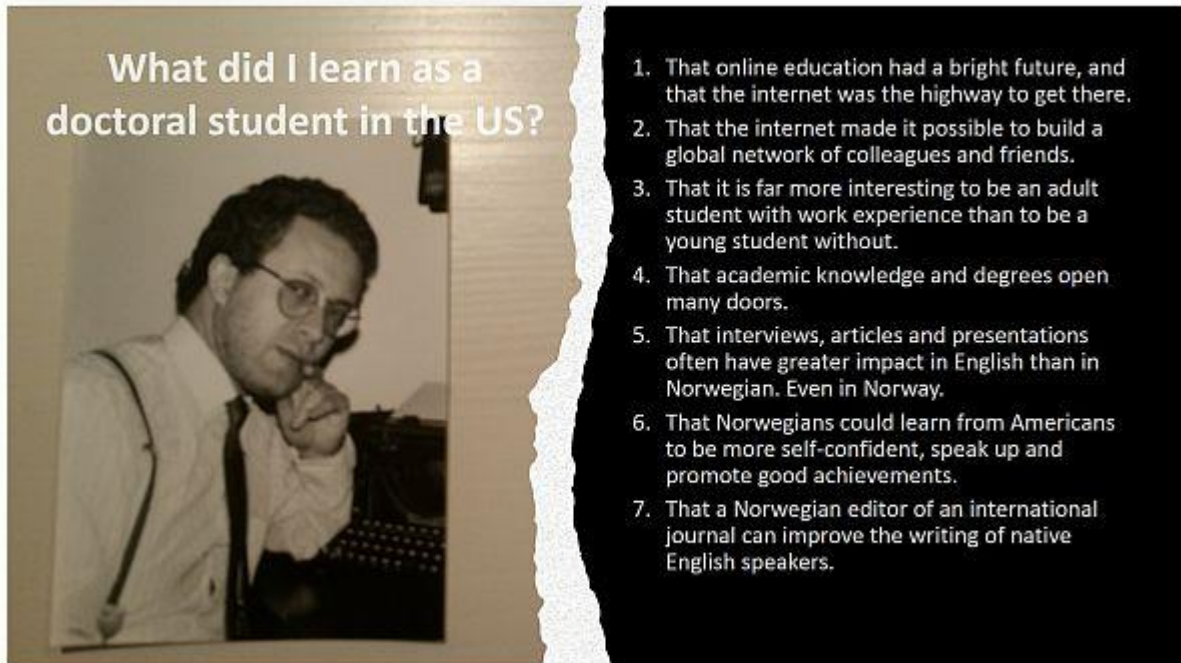 What did I learn as a
doctoral student in the US?
1. That online education had a bright future, and
that the internet was the highway to get there.
2. That the internet made it possible to build a
global network of colleagues and friends.
3. That it is far more interesting to be an adult
student with work experience than to be a
young student without.
4. That academic knowledge and degrees open
many doors.
5. That interviews, articles and presentations
often have greater impact in English than in
Norwegian. Even in Norway.
6. That Norwegians could learn from Americans
to be more self-confident, speak up and
promote good achievements.
7. That a Norwegian editor of an international
journal can improve the writing of native
English speakers.